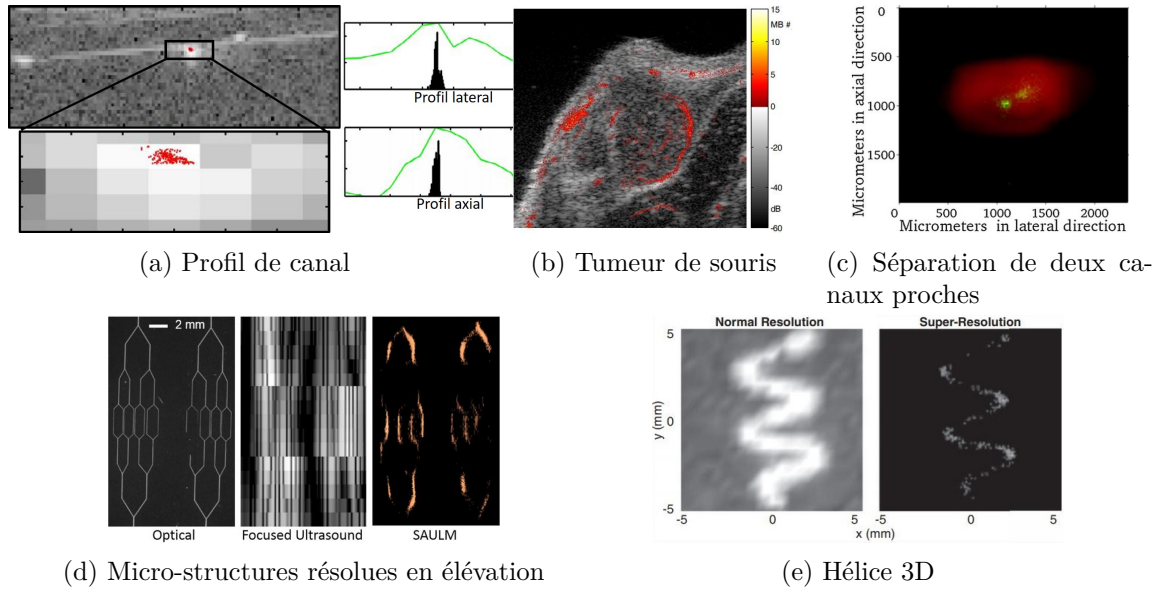 Profil lateral
Profil axial
15
MB #
10
5
0
-20
-40
dB
-60
0
500
1000
1500
Micrometers in axial direction
0
500
1000
1500
2000
Micrometers in lateral direction
(a) Profil de canal
(b) Tumeur de souris
(c) Séparation de deux ca-
naux proches
2 mm
Optical
Focused Ultrasound
SAULM
Normal Resolution
Super-Resolution
5
0
-5
y (mm)
-5
0
5
-5
0
5
x (mm)
(d) Micro-structures résolues en élévation
(e) Hélice 3D